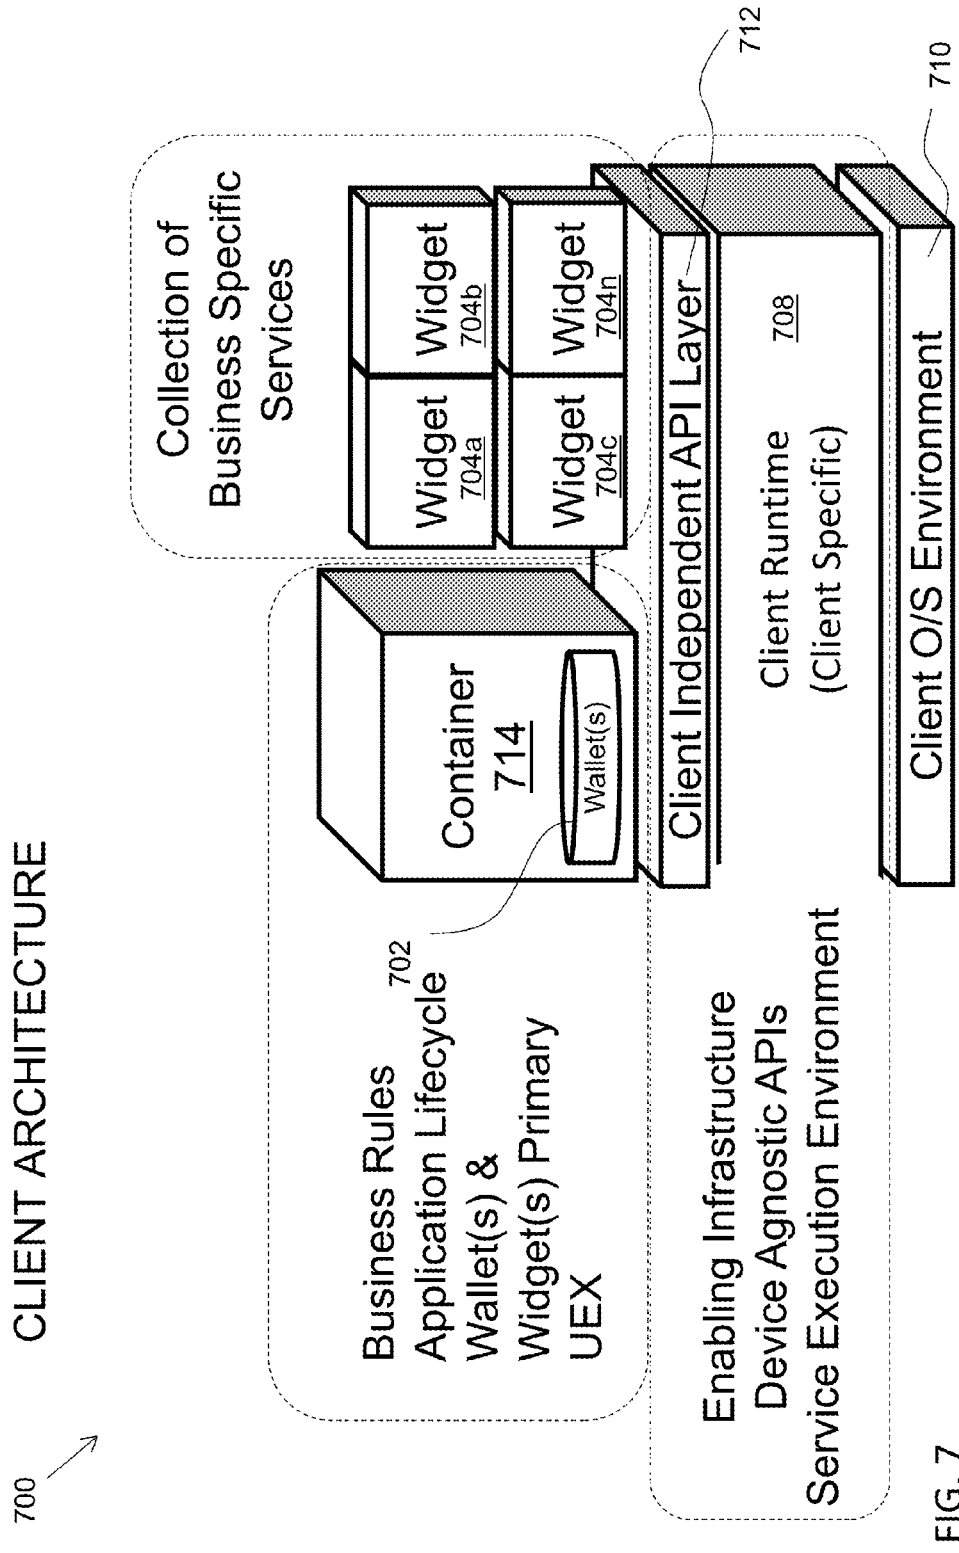 700
CLIENT ARCHITECTURE
Collection of
Business Specific
Services
Business Rules
Application Lifecycle
Wallet(s) &
Widget(s) Primary
UEX
702
Container
714
Wallet(s)
Widget
704a
Widget
704b
Widget
704c
Widget
704n
Enabling Infrastructure
Device Agnostic APIs
Service Execution Environment
Client Independent API Layer
712
Client Runtime
(Client Specific)
708
Client O/S Environment
710
FIG. 7